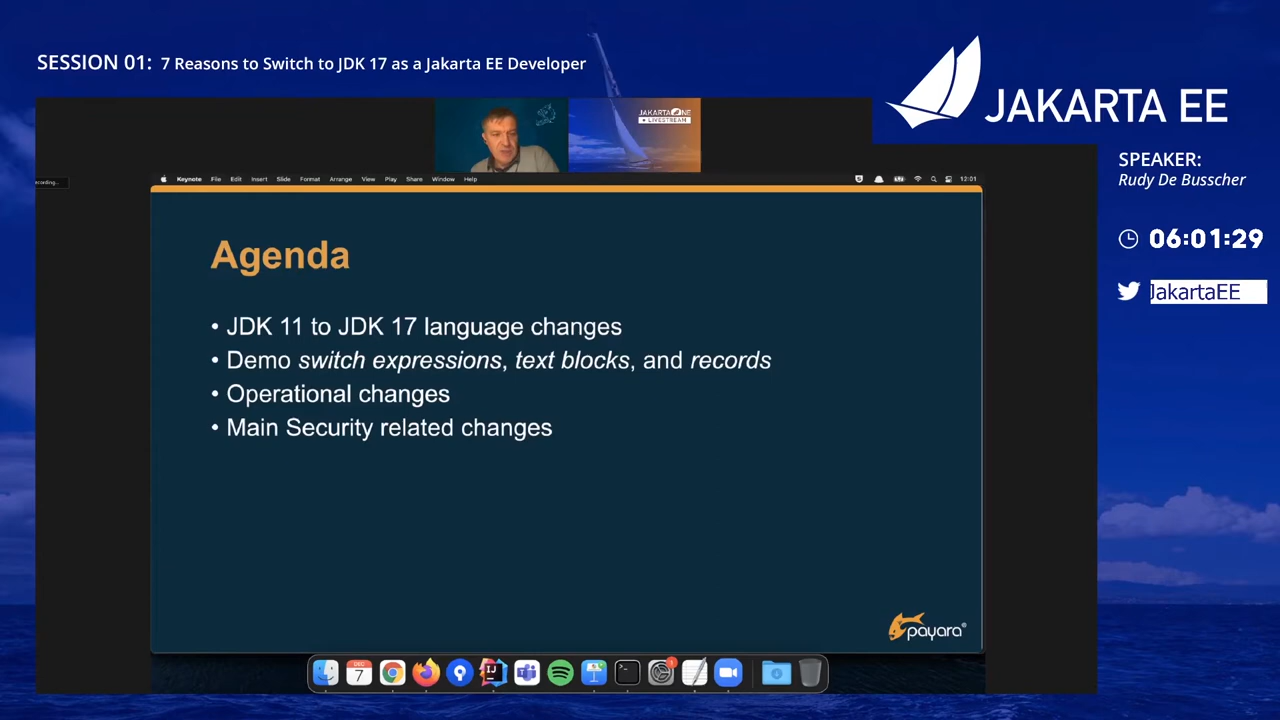 SESSION 01: 7 Reasons to Switch to JDK 17 as a Jakarta EE Developer
JAKARTA EE
SPEAKER:
Rudy De Busscher
06:01:29
JakartaEE
JAKARTA ONE
LIVESTREAM
Keynote File Edit Insert Slide Format Arrange View Play Share Window Help 12:01
Agenda
• JDK 11 to JDK 17 language changes
• Demo switch expressions, text blocks, and records
• Operational changes
• Main Security related changes
payara®
DEC
7